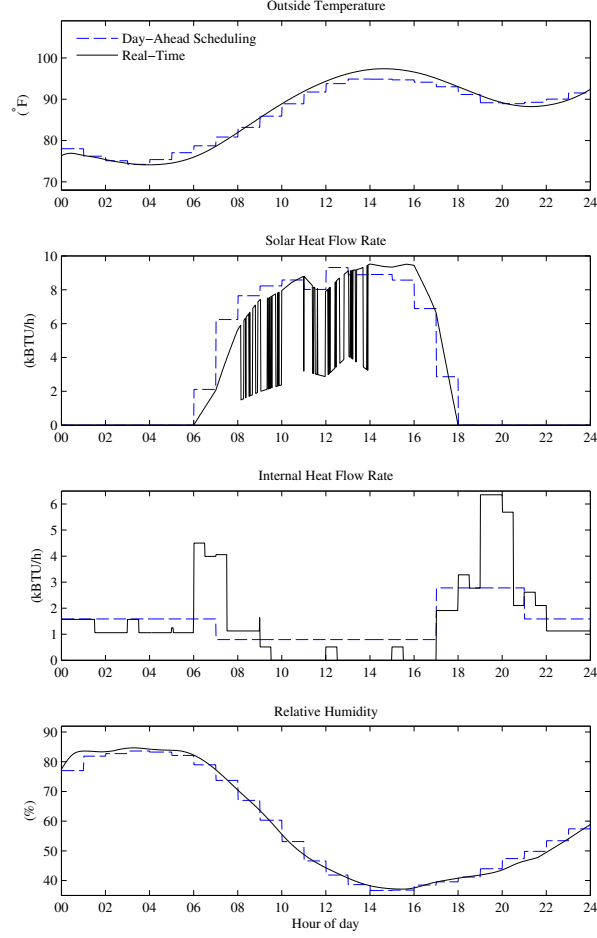 Outside Temperature
Day−Ahead Scheduling
Real−Time
(°F)
100
90
80
70
00 02 04 06 08 10 12 14 16 18 20 22 24
Solar Heat Flow Rate
(kBTU/h)
10
8
6
4
2
0
00 02 04 06 08 10 12 14 16 18 20 22 24
Internal Heat Flow Rate
(kBTU/h)
6
5
4
3
2
1
0
00 02 04 06 08 10 12 14 16 18 20 22 24
Relative Humidity
(%)
90
80
70
60
50
40
00 02 04 06 08 10 12 14 16 18 20 22 24
Hour of day